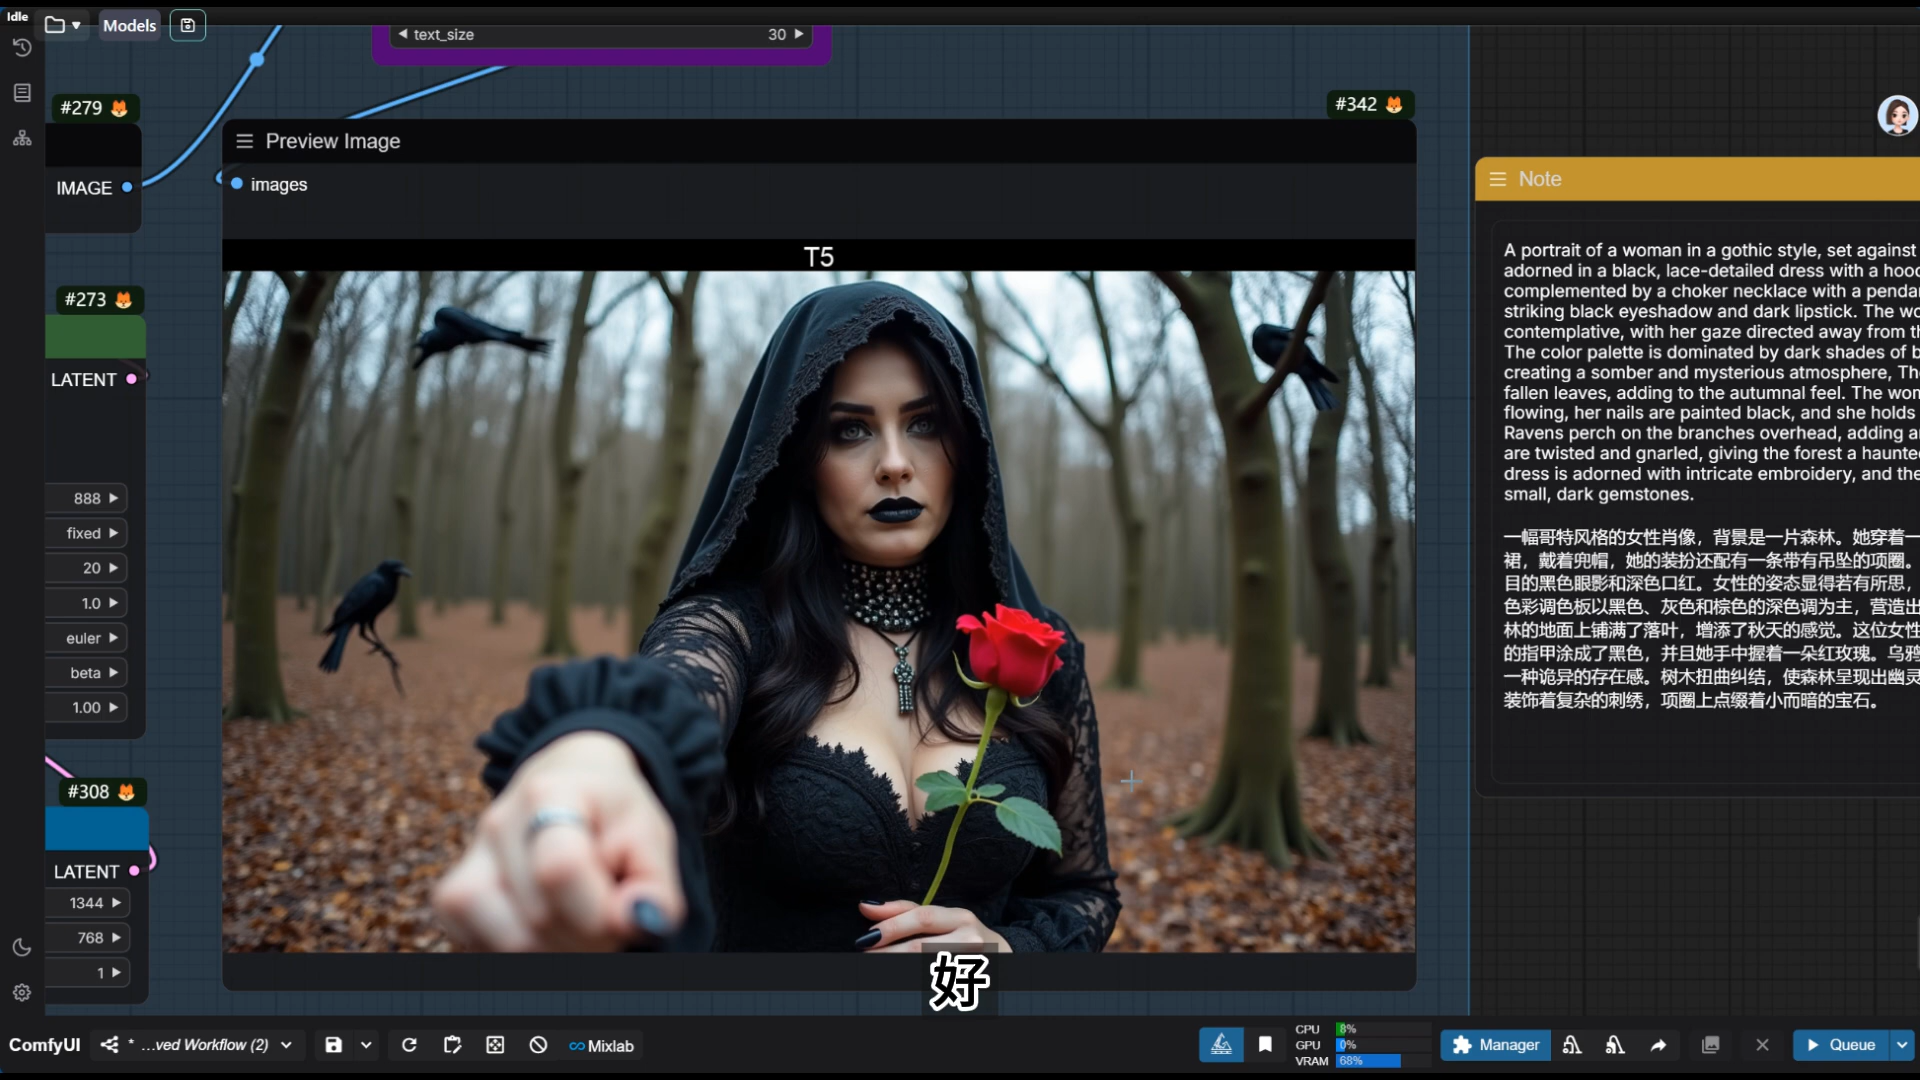 Idle
Models
text_size 30
#279
#342
Preview Image
IMAGE
images
Note
T5
A portrait of a woman in a gothic style, set against
adorned in a black, lace-detailed dress with a hoo
complemented by a choker necklace with a penda
striking black eyeshadow and dark lipstick. The wo
contemplative, with her gaze directed away from th
The color palette is dominated by dark shades of b
creating a somber and mysterious atmosphere, The
fallen leaves, adding to the autumnal feel. The wom
flowing, her nails are painted black, and she holds
Ravens perch on the branches overhead, adding a
are twisted and gnarled, giving the forest a haunte
dress is adorned with intricate embroidery, and the
small, dark gemstones.
一幅哥特风格的女性肖像，背景是一片森林。她穿着一
裙，戴着兜帽，她的装扮还配有一条带有吊坠的项圈。
目的黑色眼影和深色口红。女性的姿态显得若有所思，
色彩调色板以黑色、灰色和棕色的深色调为主，营造出
林的地面上铺满了落叶，增添了秋天的感觉。这位女性
的指甲涂成了黑色，并且她手中握着一朵红玫瑰。乌鸦
一种诡异的存在感。树木扭曲纠结，使森林呈现出幽灵
装饰着复杂的刺绣，项圈上点缀着小而暗的宝石。
#273
LATENT
888
fixed
20
1.0
euler
beta
1.00
#308
LATENT
1344
768
1
好
ComfyUI
* ...ved Workflow (2)
Mixlab
CPU 8%
GPU 0%
VRAM 68%
Manager
Queue